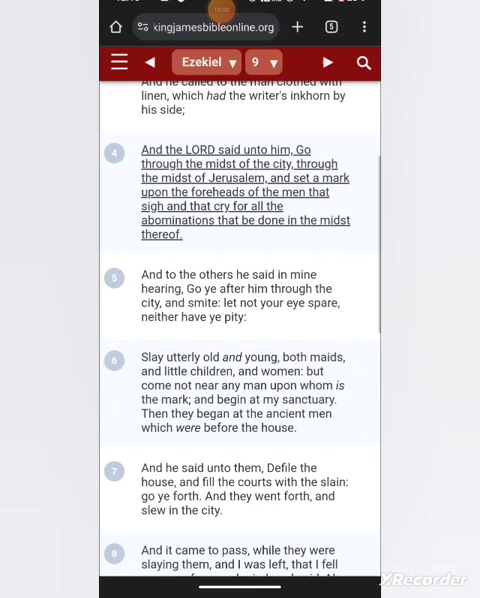 kingjamesbibleonline.org
5
Ezekiel ▼ 9 ▼
And he called to the man clothed with
linen, which had the writer's inkhorn by
his side;
4
And the LORD said unto him, Go
through the midst of the city, through
the midst of Jerusalem, and set a mark
upon the foreheads of the men that
sigh and that cry for all the
abominations that be done in the midst
thereof.
5
And to the others he said in mine
hearing, Go ye after him through the
city, and smite: let not your eye spare,
neither have ye pity:
6
Slay utterly old and young, both maids,
and little children, and women: but
come not near any man upon whom is
the mark; and begin at my sanctuary.
Then they began at the ancient men
which were before the house.
7
And he said unto them, Defile the
house, and fill the courts with the slain:
go ye forth. And they went forth, and
slew in the city.
8
And it came to pass, while they were
slaying them, and I was left, that I fell
XRecorder